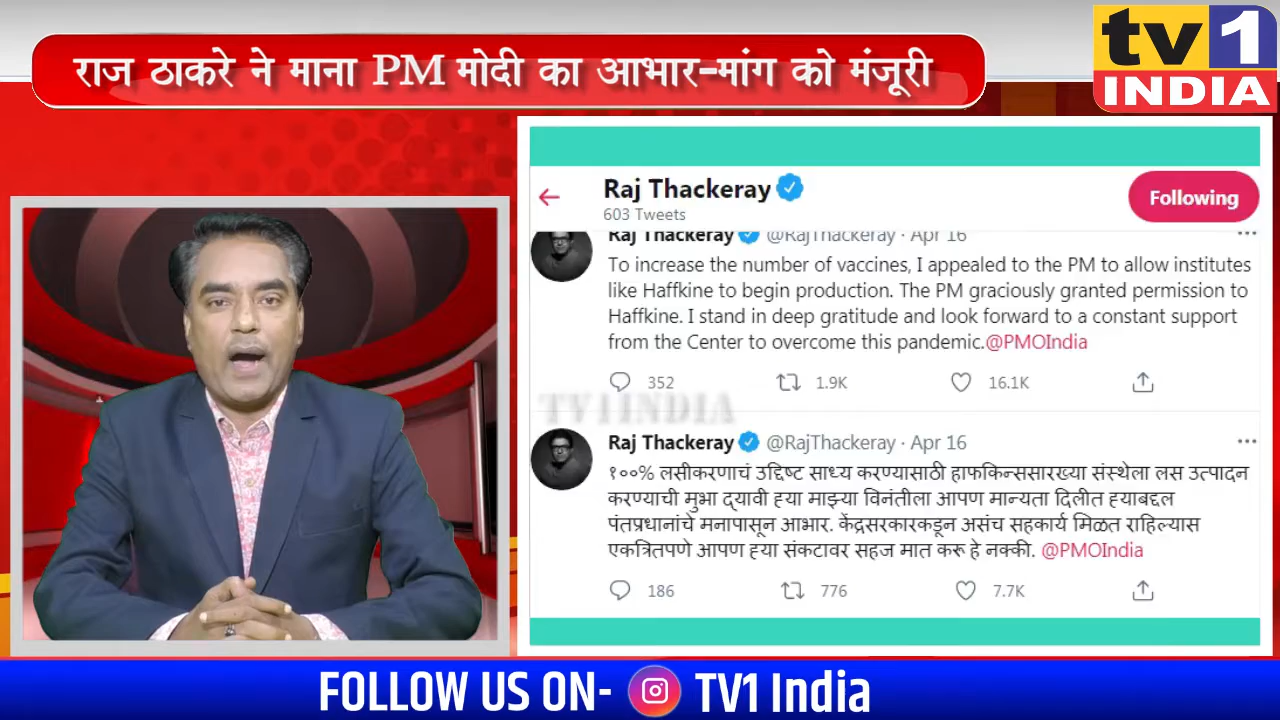 राज ठाकरे ने माना PM मोदी का आभार-मांग को मंजूरी
tv1
INDIA
Raj Thackeray
603 Tweets
Following
Raj Thackeray @RajThackeray · Apr 16
To increase the number of vaccines, I appealed to the PM to allow institutes
like Haffkine to begin production. The PM graciously granted permission to
Haffkine. I stand in deep gratitude and look forward to a constant support
from the Center to overcome this pandemic.@PMOIndia
352 1.9K 16.1K
TV1INDIA
Raj Thackeray @RajThackeray · Apr 16
१००% लसीकरणाचं उद्दिष्ट साध्य करण्यासाठी हाफकिन्ससारख्या संस्थेला लस उत्पादन
करण्याची मुभा द्यावी ह्या माझ्या विनंतीला आपण मान्यता दिलीत ह्याबद्दल
पंतप्रधानांचे मनापासून आभार. केंद्रसरकारकडून असंच सहकार्य मिळत राहिल्यास
एकत्रितपणे आपण ह्या संकटावर सहज मात करू हे नक्की. @PMOIndia
186 776 7.7K
FOLLOW US ON- TV1 India